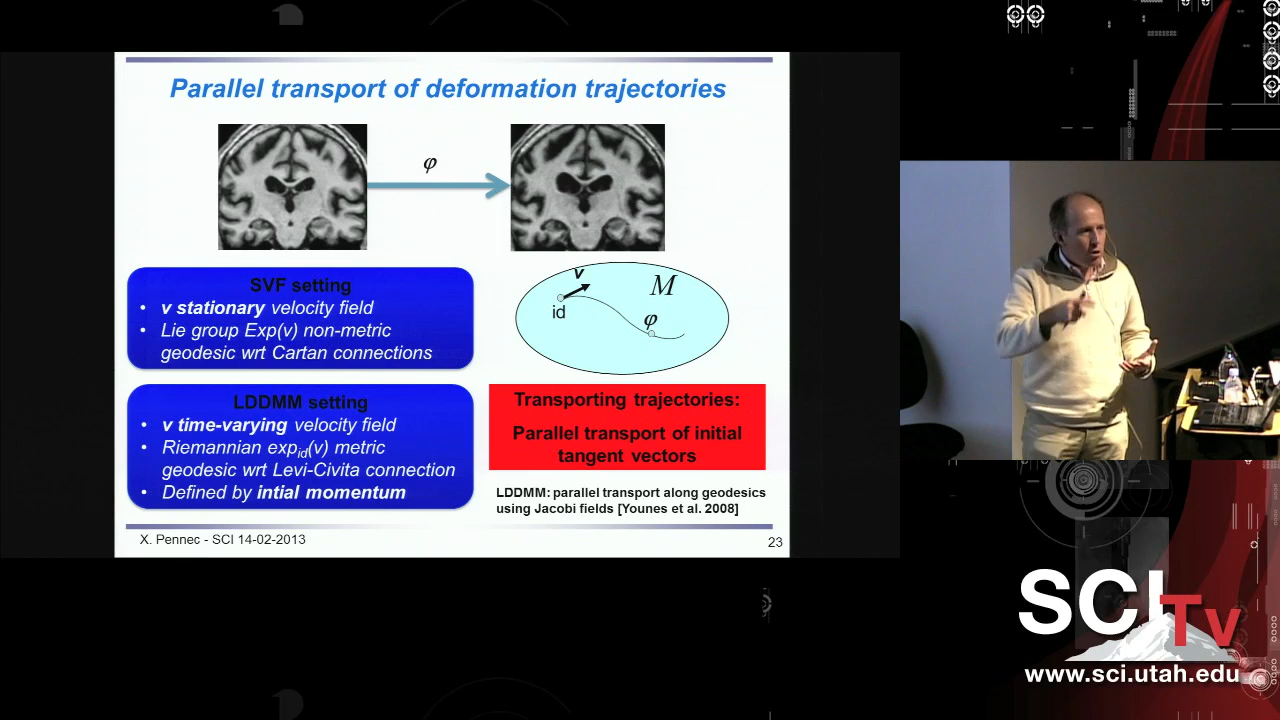 Parallel transport of deformation trajectories
φ
SVF setting
• v stationary velocity field
• Lie group Exp(v) non-metric
geodesic wrt Cartan connections
v
M
id
φ
LDDMM setting
• v time-varying velocity field
• Riemannian expid(v) metric
geodesic wrt Levi-Civita connection
• Defined by intial momentum
Transporting trajectories:
Parallel transport of initial
tangent vectors
LDDMM: parallel transport along geodesics
using Jacobi fields [Younes et al. 2008]
X. Pennec - SCI 14-02-2013
23
SCI
Tv
www.sci.utah.edu